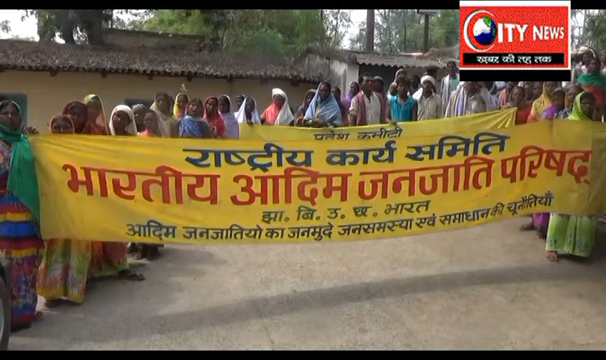 CITY NEWS
खबर की तह तक
प्रदेश कमीटी
राष्ट्रीय कार्य समिति
भारतीय आदिम जनजाति परिषद्
झा. बि. उ. छ. भारत
आदिम जनजातियो का जनमुदे जनसमस्या एवं समाधान की चूनौतियाँ